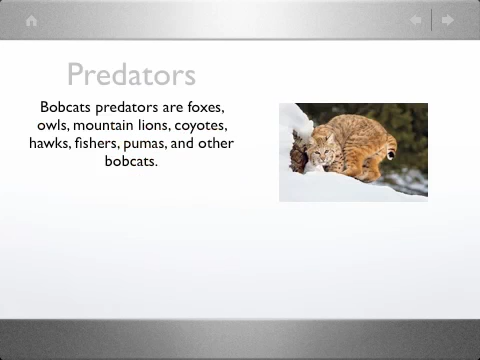 Predators
Bobcats predators are foxes,
owls, mountain lions, coyotes,
hawks, fishers, pumas, and other
bobcats.